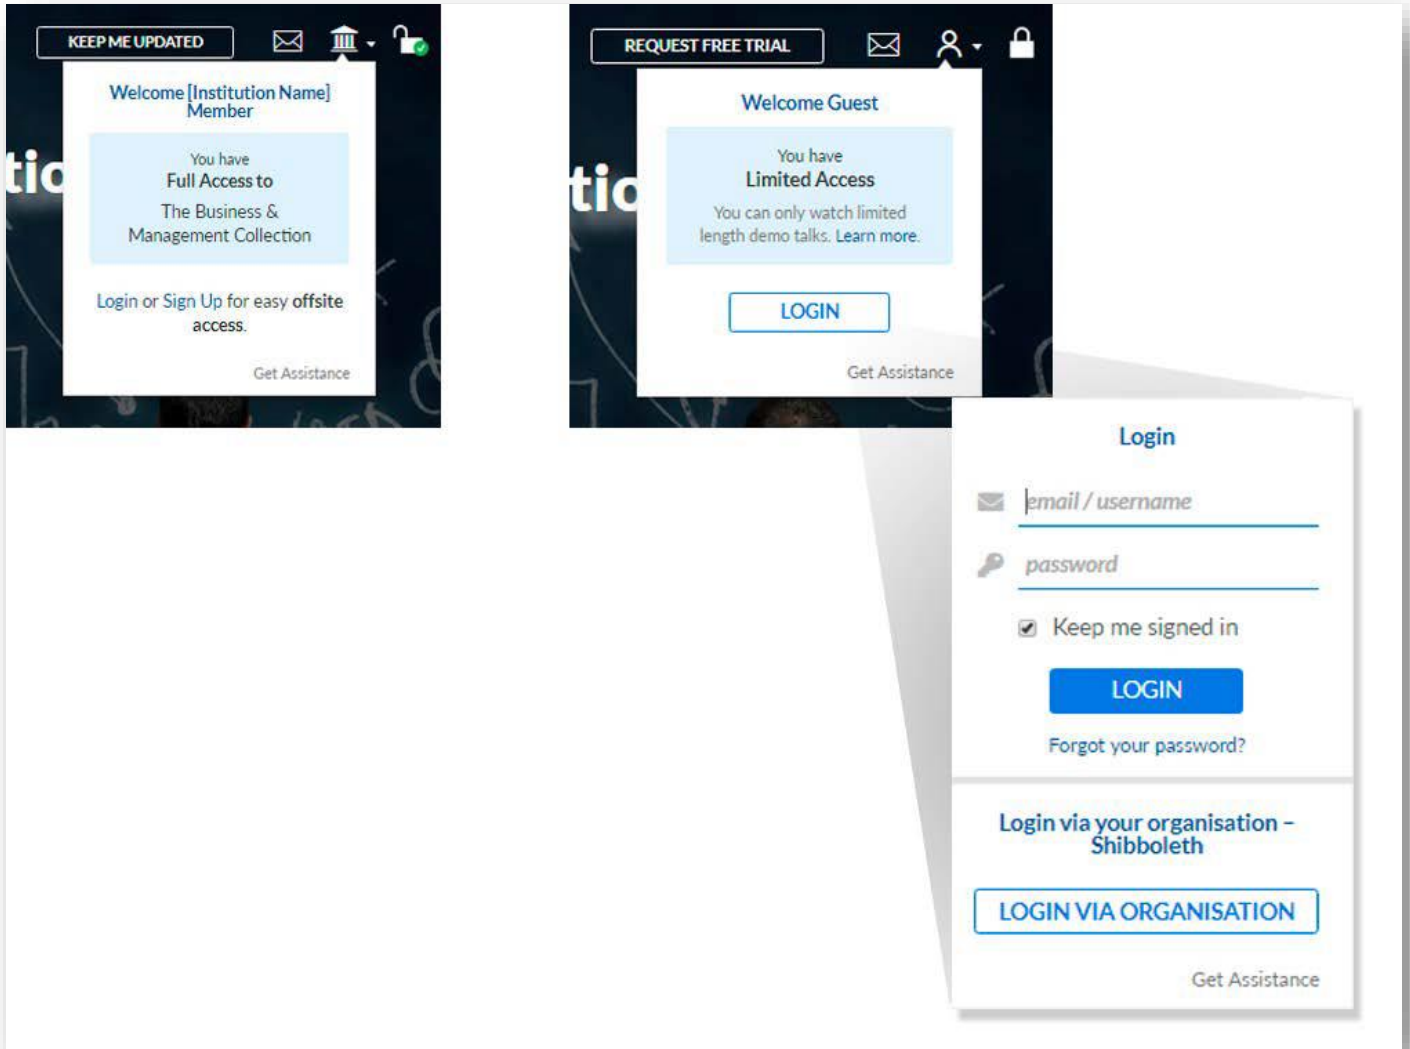 KEEP ME UPDATED
Welcome [Institution Name]
Member
You have
Full Access to
The Business &
Management Collection
Login or Sign Up for easy offsite
access.
Get Assistance
tio
REQUEST FREE TRIAL
Welcome Guest
You have
Limited Access
You can only watch limited
length demo talks. Learn more.
LOGIN
Get Assistance
tio
Login
email / username
password
Keep me signed in
LOGIN
Forgot your password?
Login via your organisation –
Shibboleth
LOGIN VIA ORGANISATION
Get Assistance